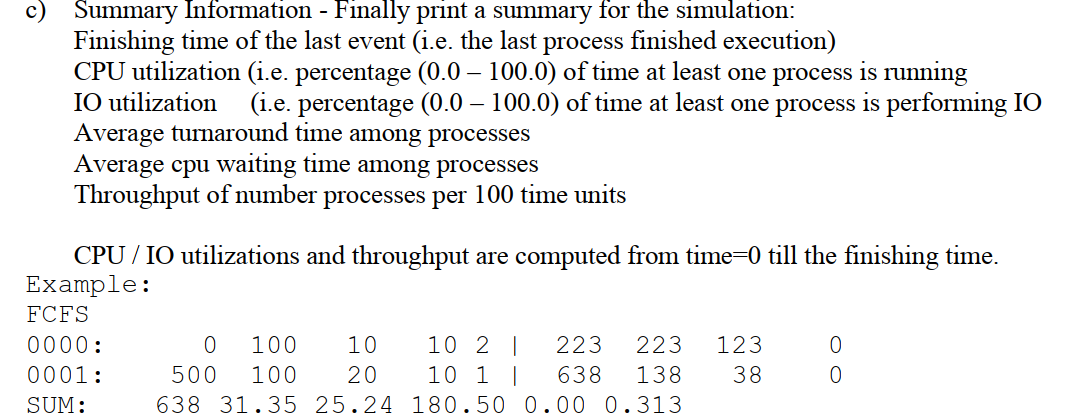 c) Summary Information - Finally print a summary for the simulation:
Finishing time of the last event (i.e. the last process finished execution)
CPU utilization (i.e. percentage (0.0 – 100.0) of time at least one process is running
IO utilization (i.e. percentage (0.0 – 100.0) of time at least one process is performing IO
Average turnaround time among processes
Average cpu waiting time among processes
Throughput of number processes per 100 time units
CPU / IO utilizations and throughput are computed from time=0 till the finishing time.
Example:
FCFS
0000: 0 100 10 10 2 | 223 223 123 0
0001: 500 100 20 10 1 | 638 138 38 0
SUM: 638 31.35 25.24 180.50 0.00 0.313